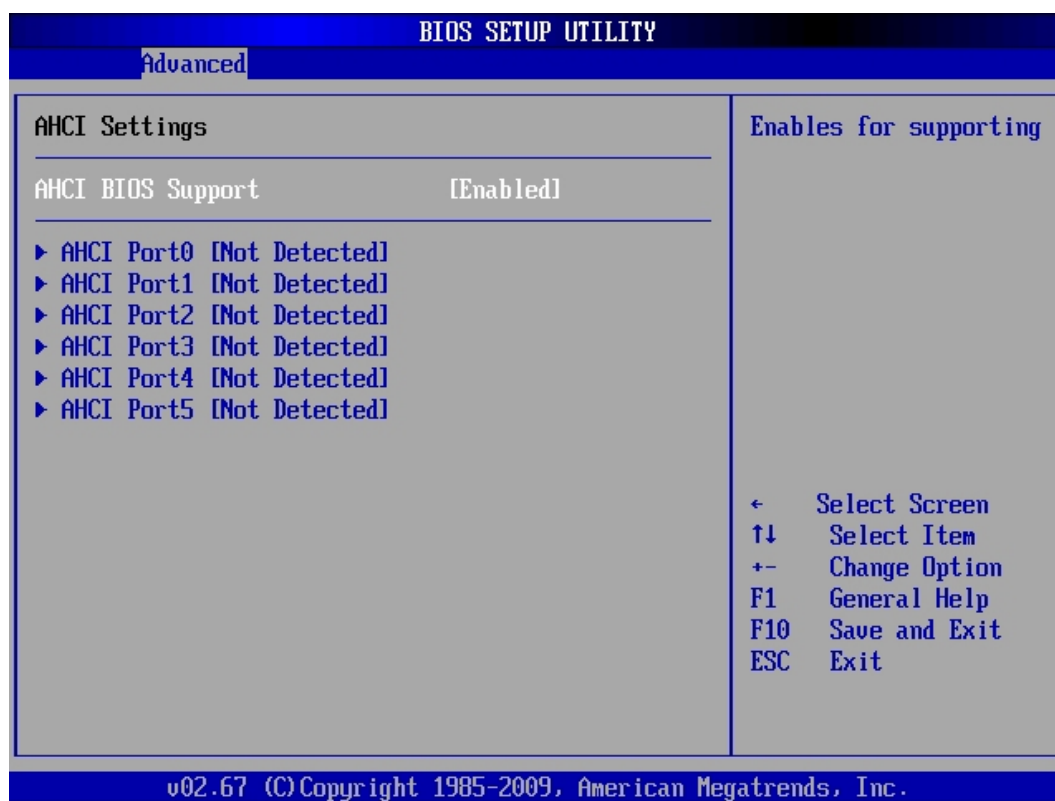 BIOS SETUP UTILITY
Advanced
AHCI Settings
AHCI BIOS Support [Enabled]
AHCI Port0 [Not Detected]
AHCI Port1 [Not Detected]
AHCI Port2 [Not Detected]
AHCI Port3 [Not Detected]
AHCI Port4 [Not Detected]
AHCI Port5 [Not Detected]
Enables for supporting
← Select Screen
↑↓ Select Item
+- Change Option
F1 General Help
F10 Save and Exit
ESC Exit
v02.67 (C)Copyright 1985-2009, American Megatrends, Inc.